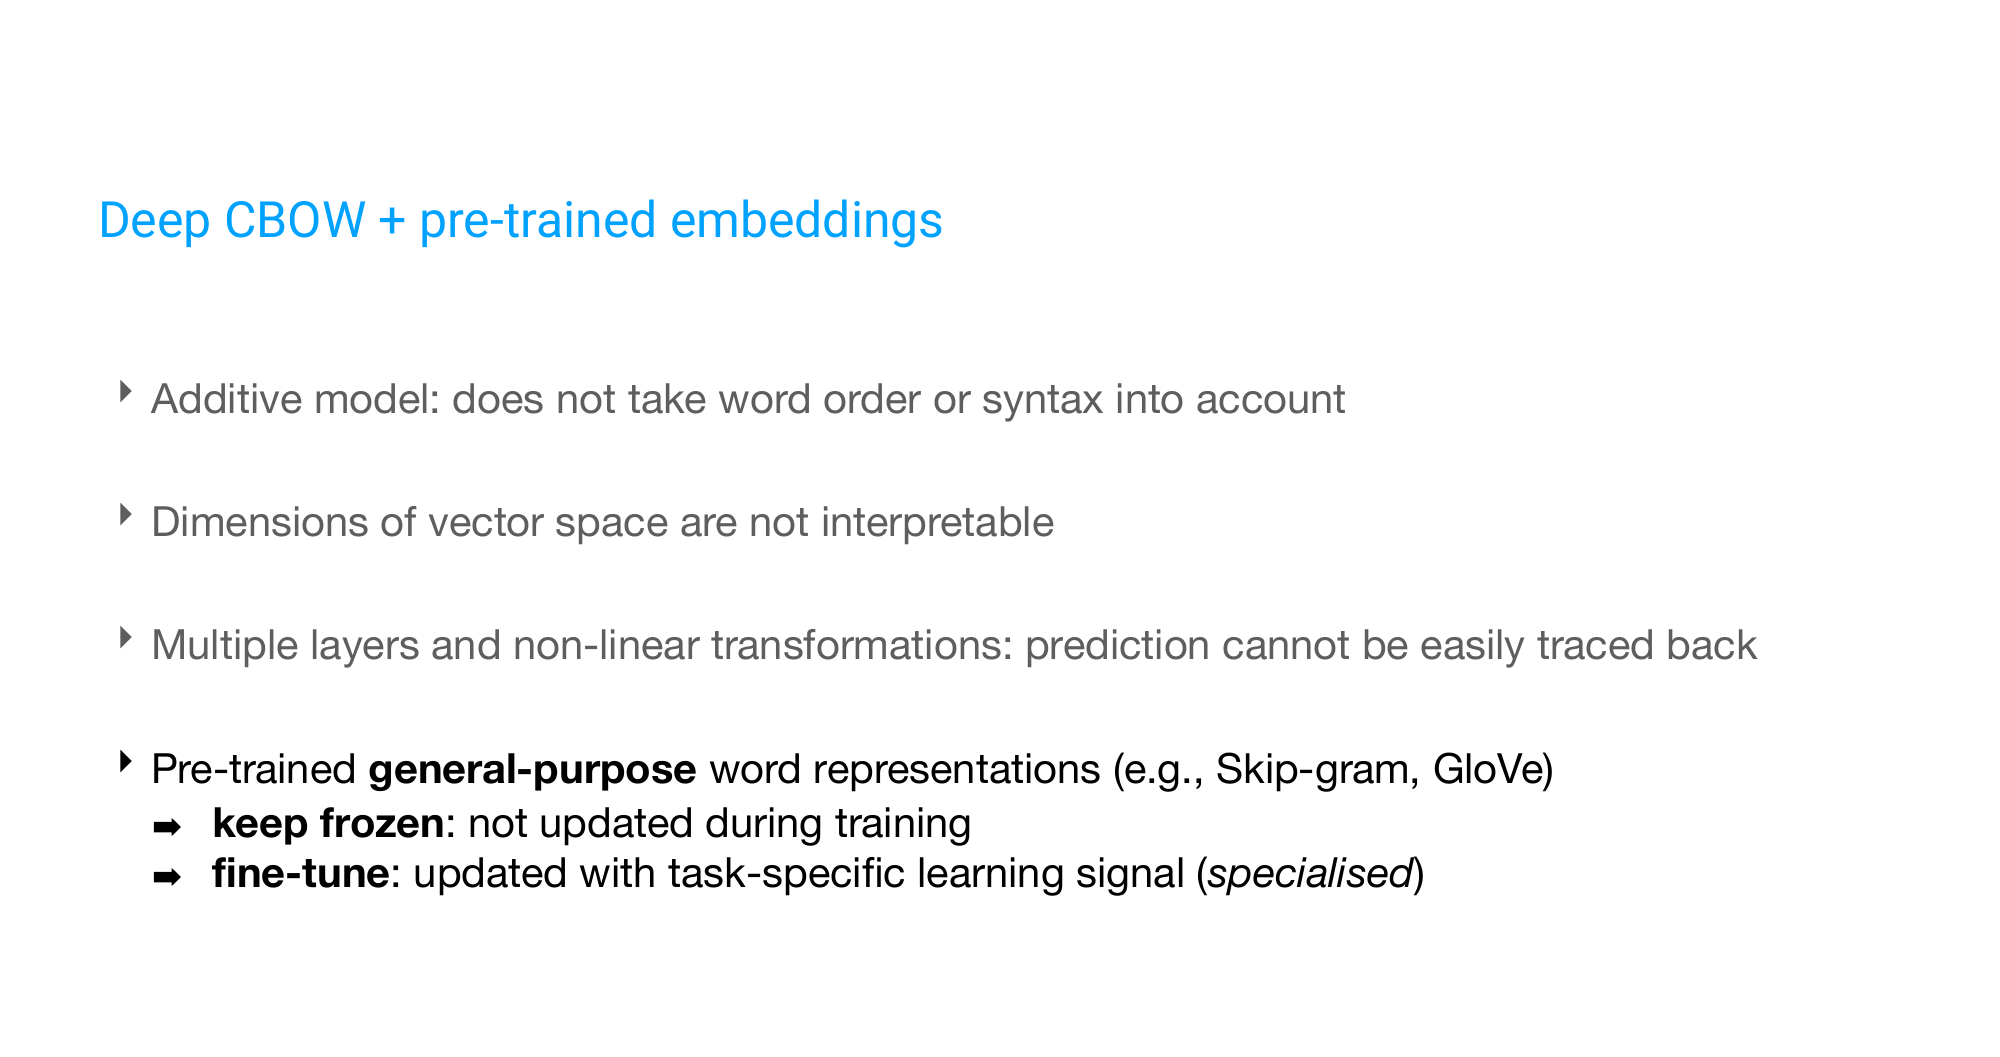 Deep CBOW + pre-trained embeddings
‣ Additive model: does not take word order or syntax into account
‣ Dimensions of vector space are not interpretable
‣ Multiple layers and non-linear transformations: prediction cannot be easily traced back
‣ Pre-trained general-purpose word representations (e.g., Skip-gram, GloVe)
➡ keep frozen: not updated during training
➡ fine-tune: updated with task-specific learning signal (specialised)